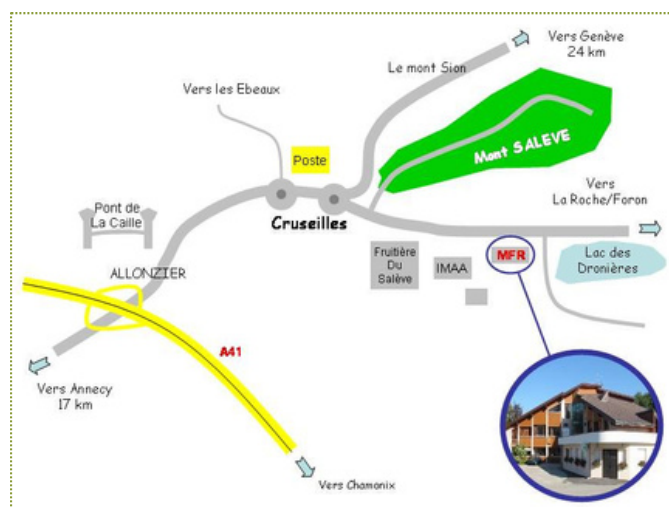 Vers Genève
24 km
Le mont Sion
Vers les Ebeaux
Mont SALEVE
Poste
Vers
La Roche/Foron
Cruseilles
Pont de
La Caille
Fruitière
Du
Salève
IMAA
MFR
Lac des
Dronières
ALLONZIER
A41
Vers Annecy
17 km
Vers Chamonix